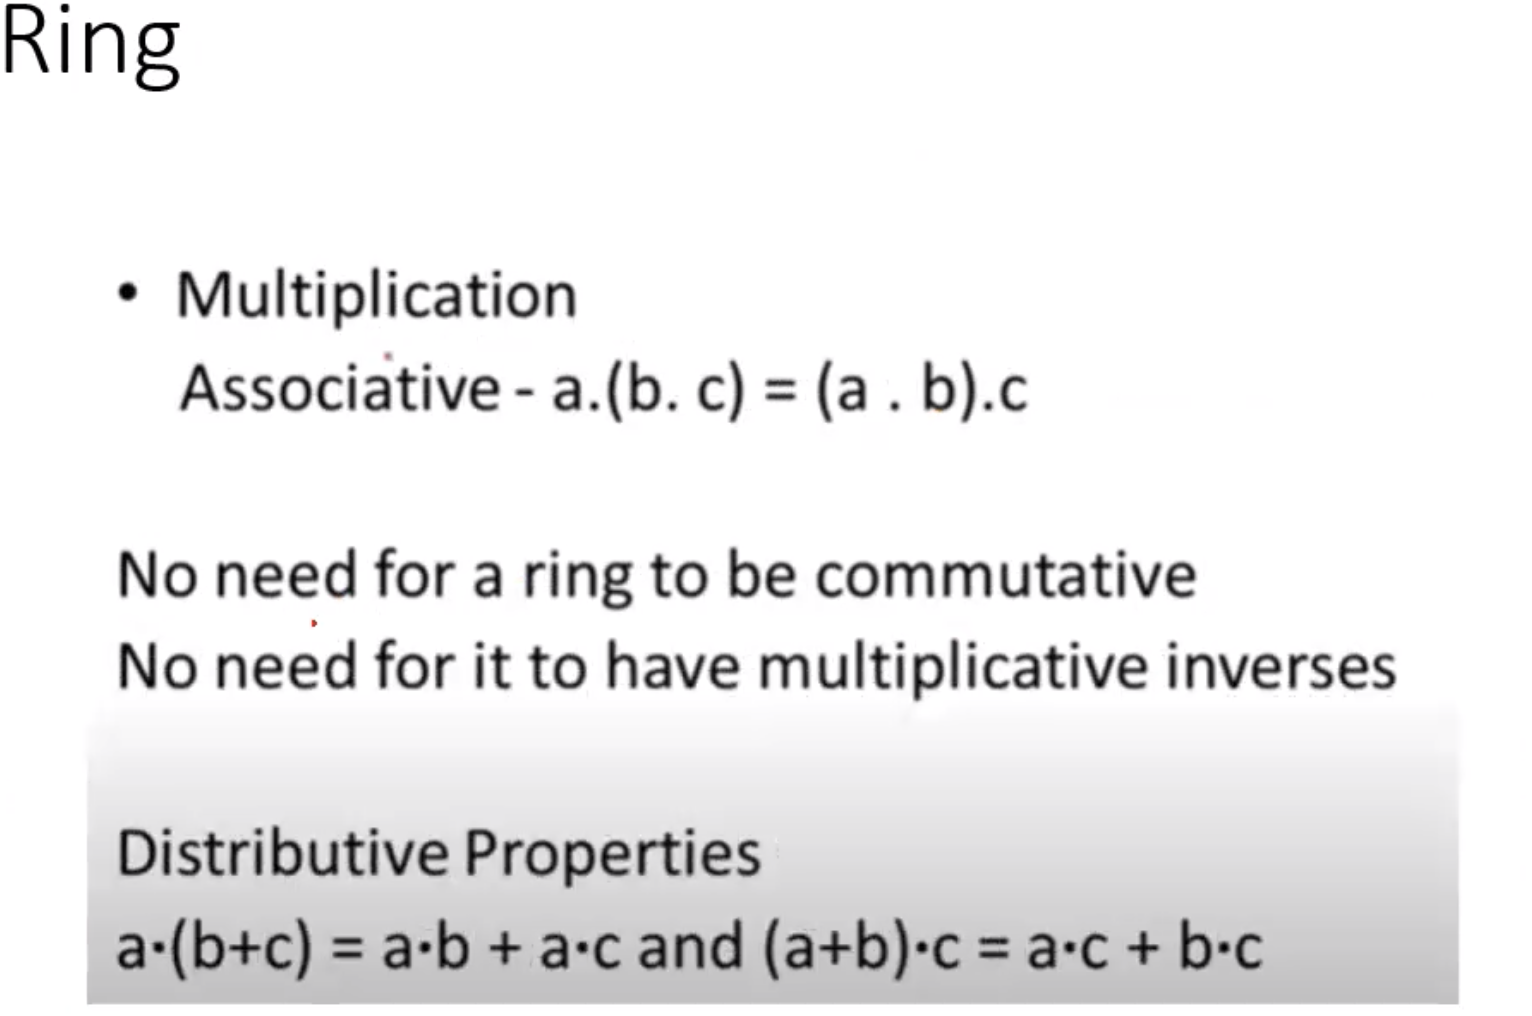 Ring
• Multiplication
Associative - a.(b. c) = (a . b).c
No need for a ring to be commutative
No need for it to have multiplicative inverses
Distributive Properties
a·(b+c) = a·b + a·c and (a+b)·c = a·c + b·c